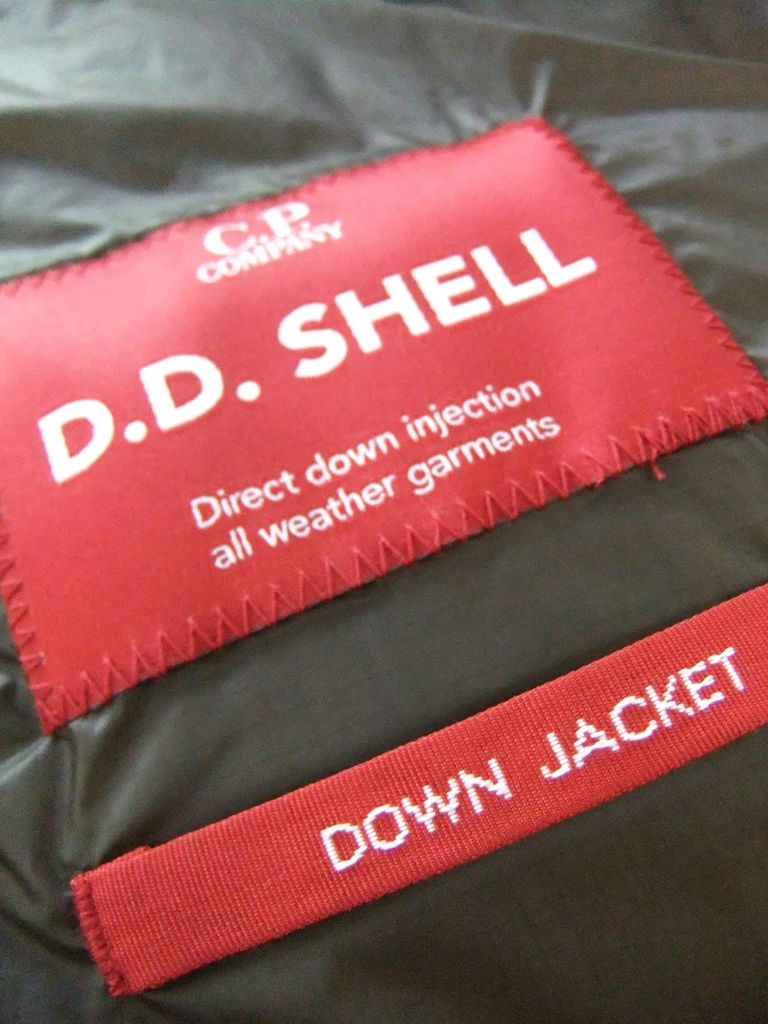 C.P.
COMPANY
D.D. SHELL
Direct down injection
all weather garments
DOWN JACKET